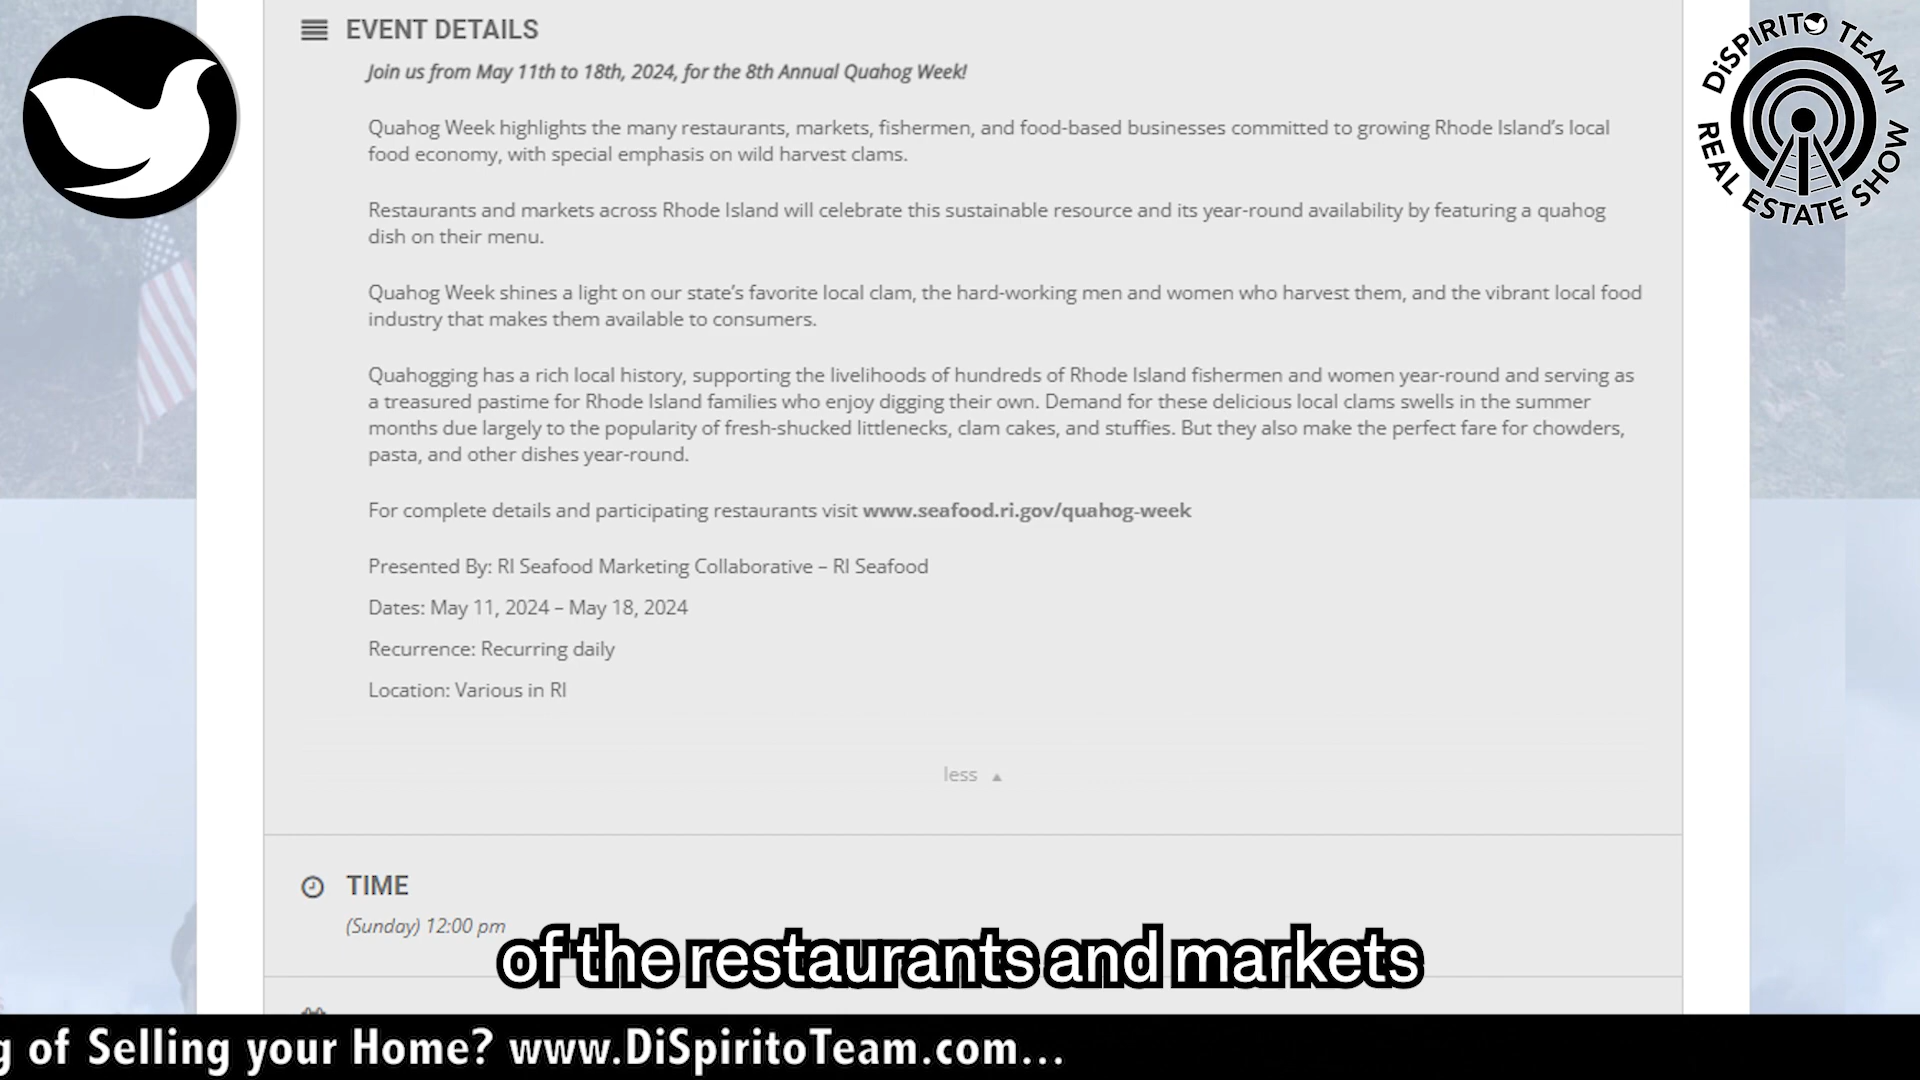 EVENT DETAILS
Join us from May 11th to 18th, 2024, for the 8th Annual Quahog Week!
Quahog Week highlights the many restaurants, markets, fishermen, and food-based businesses committed to growing Rhode Island’s local
food economy, with special emphasis on wild harvest clams.
Restaurants and markets across Rhode Island will celebrate this sustainable resource and its year-round availability by featuring a quahog
dish on their menu.
Quahog Week shines a light on our state’s favorite local clam, the hard-working men and women who harvest them, and the vibrant local food
industry that makes them available to consumers.
Quahogging has a rich local history, supporting the livelihoods of hundreds of Rhode Island fishermen and women year-round and serving as
a treasured pastime for Rhode Island families who enjoy digging their own. Demand for these delicious local clams swells in the summer
months due largely to the popularity of fresh-shucked littlenecks, clam cakes, and stuffies. But they also make the perfect fare for chowders,
pasta, and other dishes year-round.
For complete details and participating restaurants visit www.seafood.ri.gov/quahog-week
Presented By: RI Seafood Marketing Collaborative – RI Seafood
Dates: May 11, 2024 – May 18, 2024
Recurrence: Recurring daily
Location: Various in RI
less ▲
TIME
(Sunday) 12:00 pm
of the restaurants and markets
g of Selling your Home? www.DiSpiritoTeam.com...
DiSPIRITO TEAM
REAL ESTATE SHOW